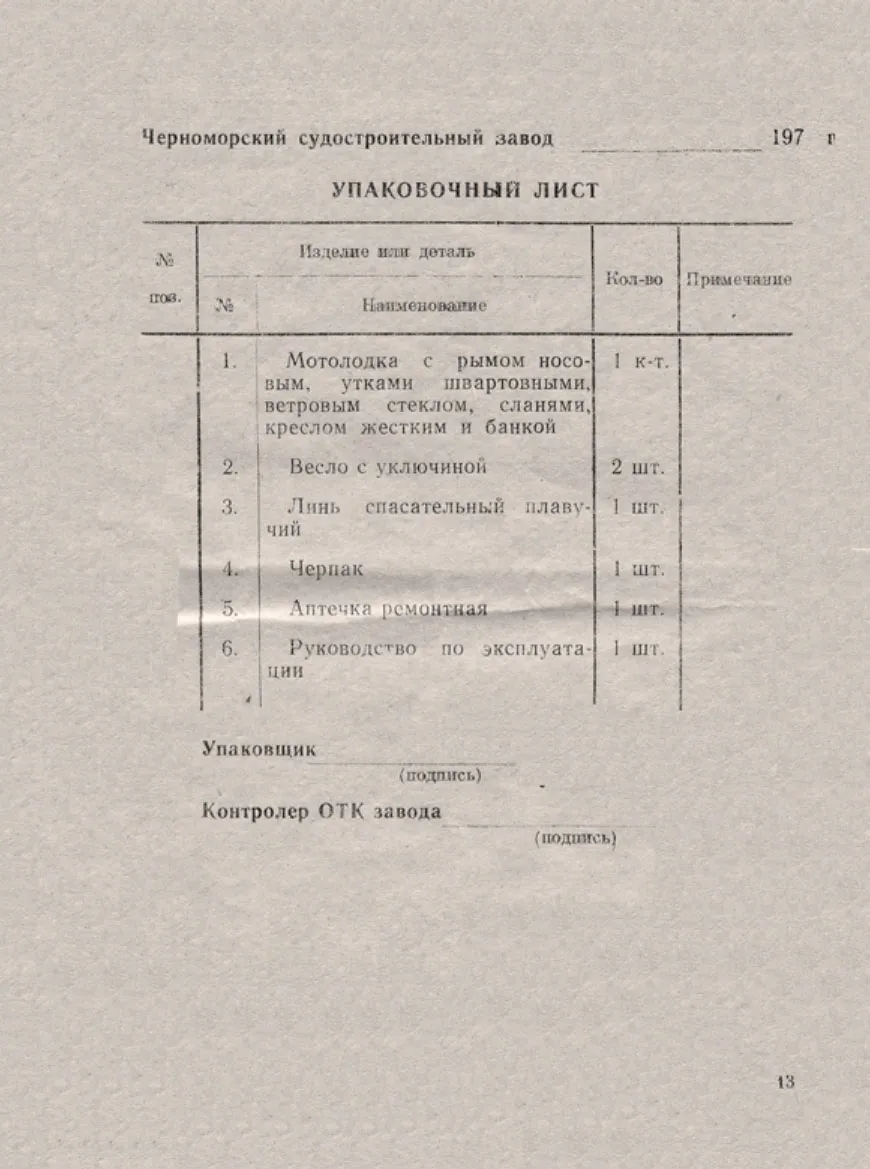 Черноморский судостроительный завод 197 г
УПАКОВОЧНЫЙ ЛИСТ
№ поз.
Изделие или деталь
№
Наименование
Кол-во
Примечание
1. Мотолодка с рымом носо- 1 к-т.
вым, утками швартовными,
ветровым стеклом, сланями,
креслом жестким и банкой
2. Весло с уключиной 2 шт.
3. Линь спасательный плаву- 1 шт.
чий
4. Черпак 1 шт.
5. Аптечка ремонтная 1 шт.
6. Руководство по эксплуата- 1 шт.
ции
Упаковщик
(подпись)
Контролер ОТК завода
(подпись)
13